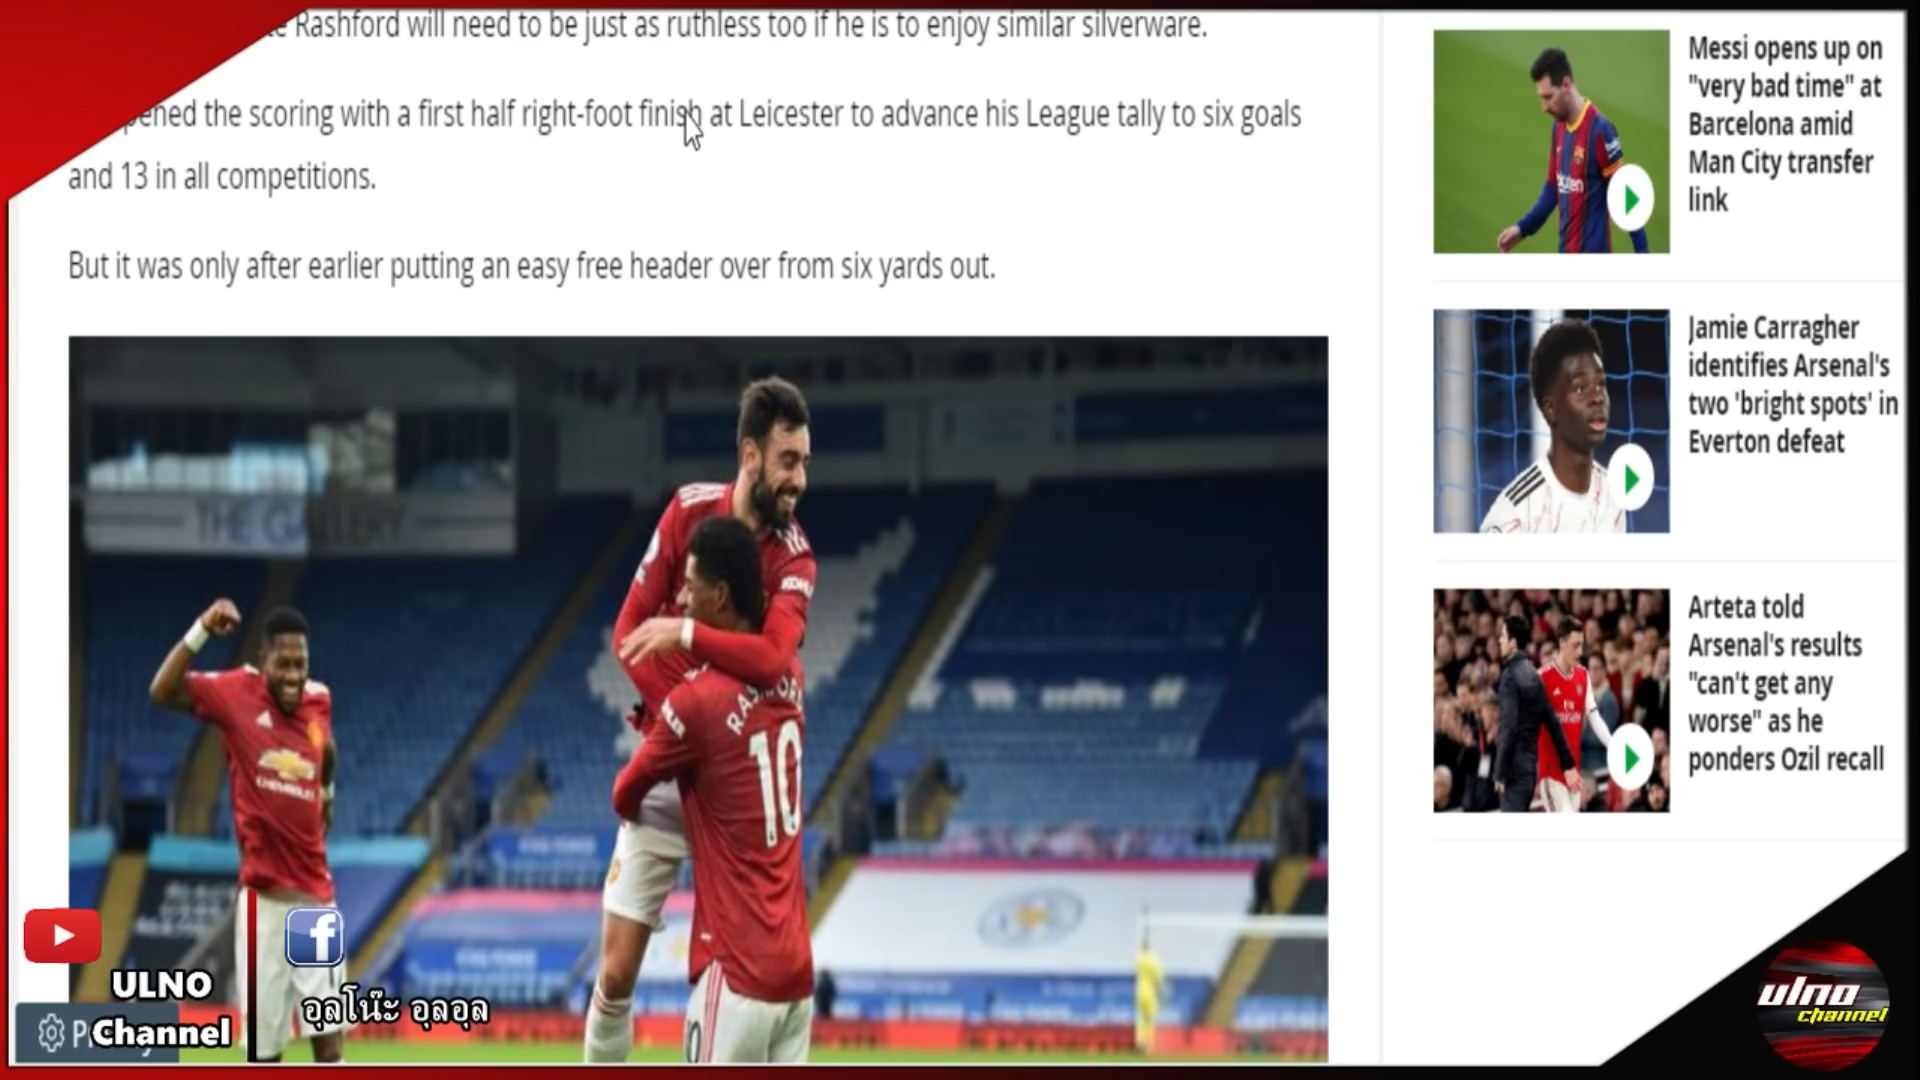 Rashford will need to be just as ruthless too if he is to enjoy similar silverware.
the scoring with a first half right-foot finish at Leicester to advance his League tally to six goals
and 13 in all competitions.
But it was only after earlier putting an easy free header over from six yards out.
THE GALLERY
KOHLER
RASHFORD
10
CHEVROLET
Messi opens up on
"very bad time" at
Barcelona amid
Man City transfer
link
Jamie Carragher
identifies Arsenal's
two 'bright spots' in
Everton defeat
Arteta told
Arsenal's results
"can't get any
worse" as he
ponders Ozil recall
ULNO
Channel
อุลโน๊ะ อุลอุล
ulno
channel